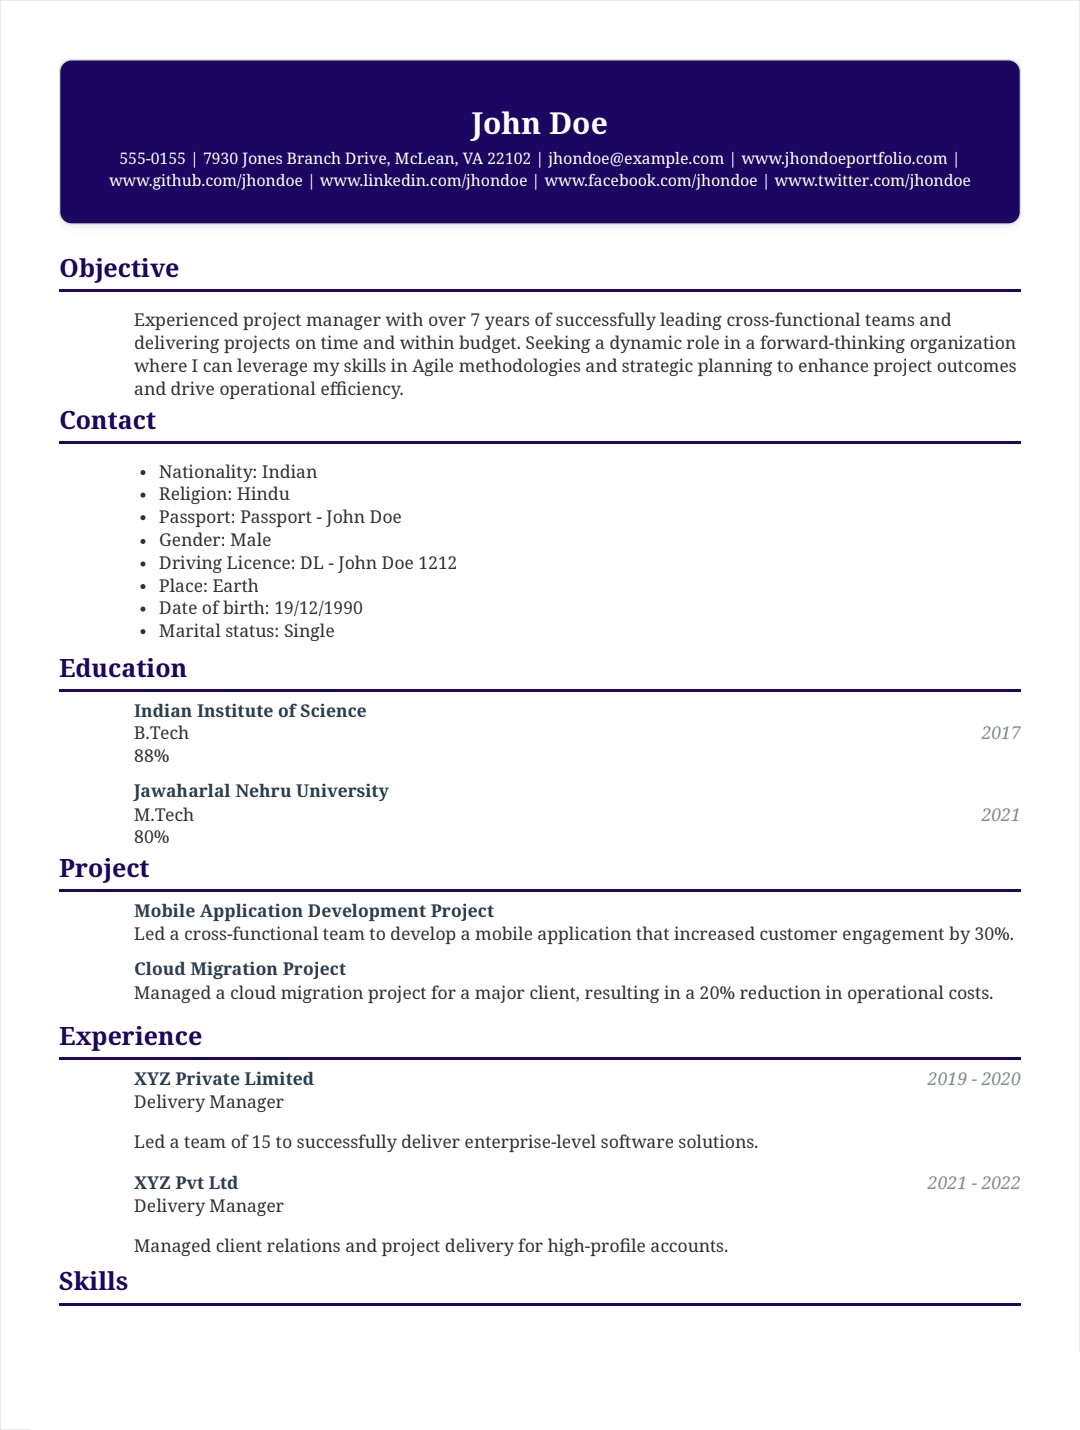 John Doe
555-0155 | 7930 Jones Branch Drive, McLean, VA 22102 | jhondoe@example.com | www.jhondoeportfolio.com |
www.github.com/jhondoe | www.linkedin.com/jhondoe | www.facebook.com/jhondoe | www.twitter.com/jhondoe
Objective
Experienced project manager with over 7 years of successfully leading cross-functional teams and
delivering projects on time and within budget. Seeking a dynamic role in a forward-thinking organization
where I can leverage my skills in Agile methodologies and strategic planning to enhance project outcomes
and drive operational efficiency.
Contact
• Nationality: Indian
• Religion: Hindu
• Passport: Passport - John Doe
• Gender: Male
• Driving Licence: DL - John Doe 1212
• Place: Earth
• Date of birth: 19/12/1990
• Marital status: Single
Education
Indian Institute of Science
B.Tech 2017
88%
Jawaharlal Nehru University
M.Tech 2021
80%
Project
Mobile Application Development Project
Led a cross-functional team to develop a mobile application that increased customer engagement by 30%.
Cloud Migration Project
Managed a cloud migration project for a major client, resulting in a 20% reduction in operational costs.
Experience
XYZ Private Limited 2019 - 2020
Delivery Manager
Led a team of 15 to successfully deliver enterprise-level software solutions.
XYZ Pvt Ltd 2021 - 2022
Delivery Manager
Managed client relations and project delivery for high-profile accounts.
Skills